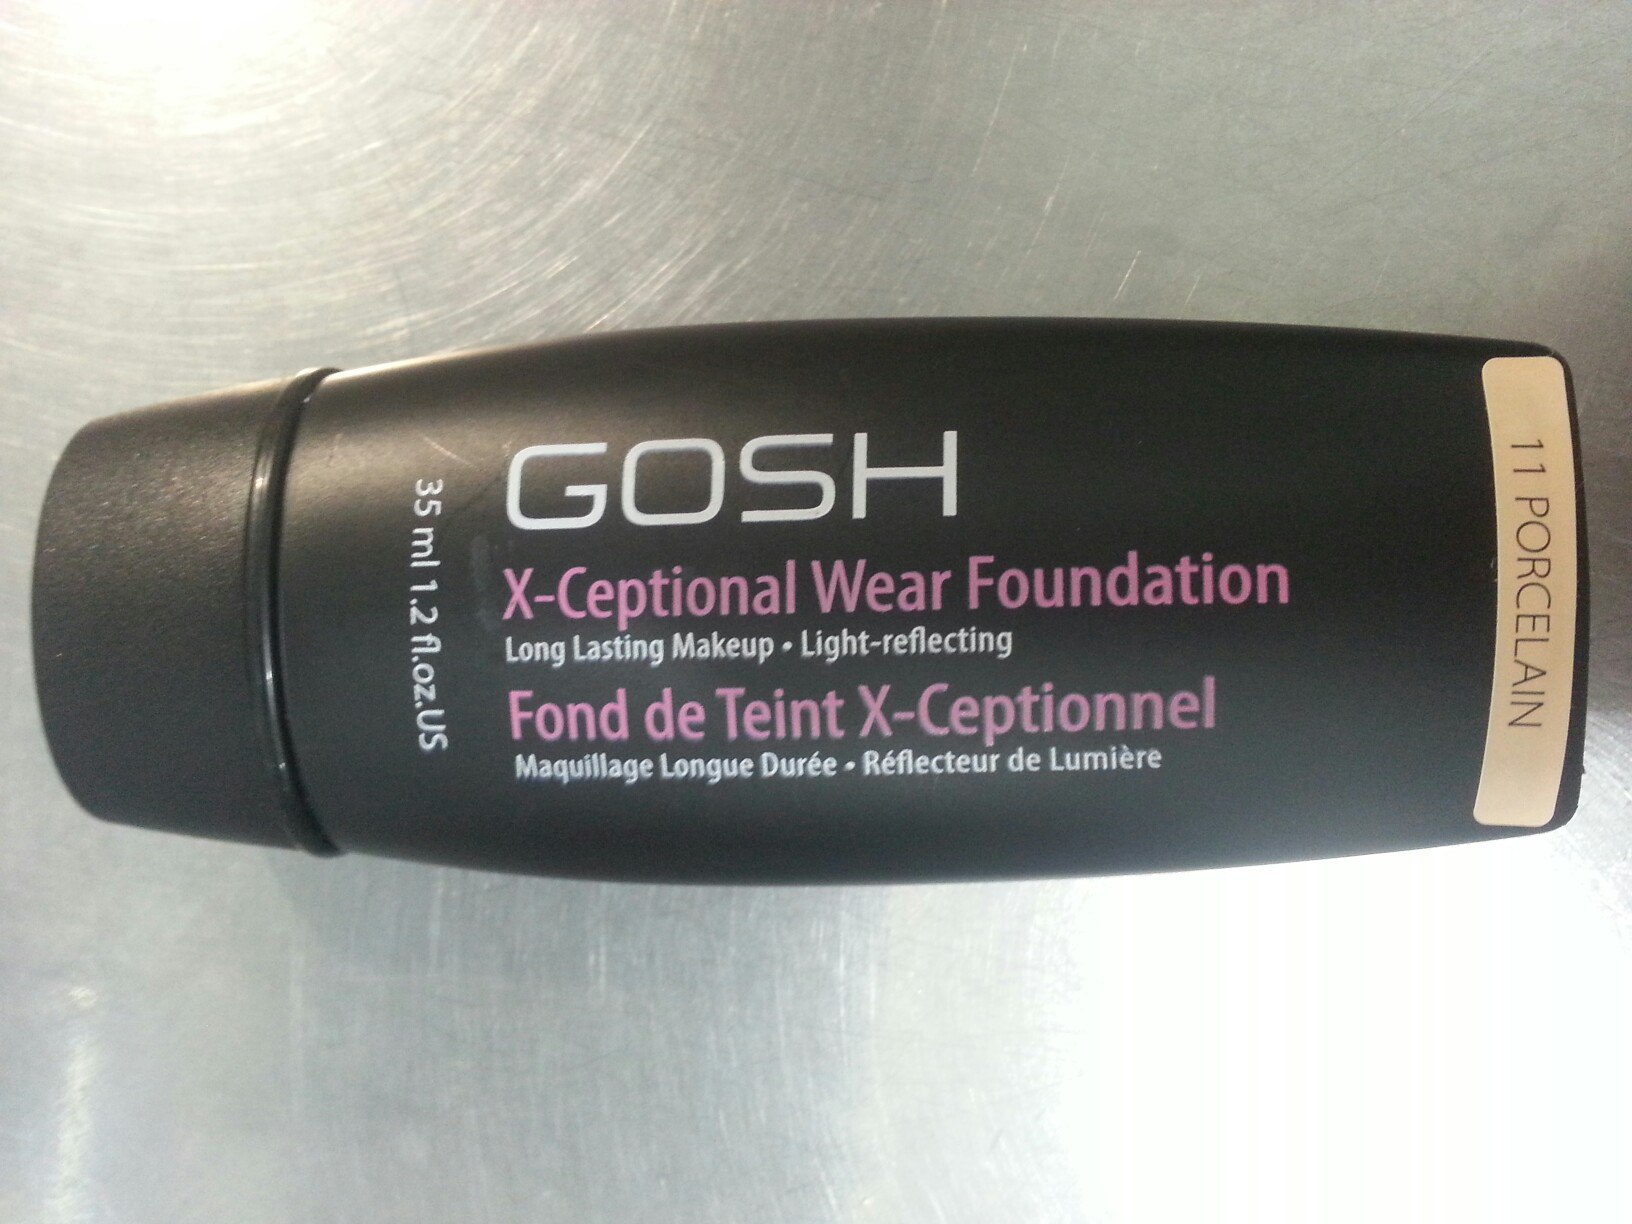 GOSH
X-Ceptional Wear Foundation
Long Lasting Makeup • Light-reflecting
Fond de Teint X-Ceptionnel
Maquillage Longue Durée • Réflecteur de Lumière
35 ml 1.2 fl.oz.US
11 PORCELAIN